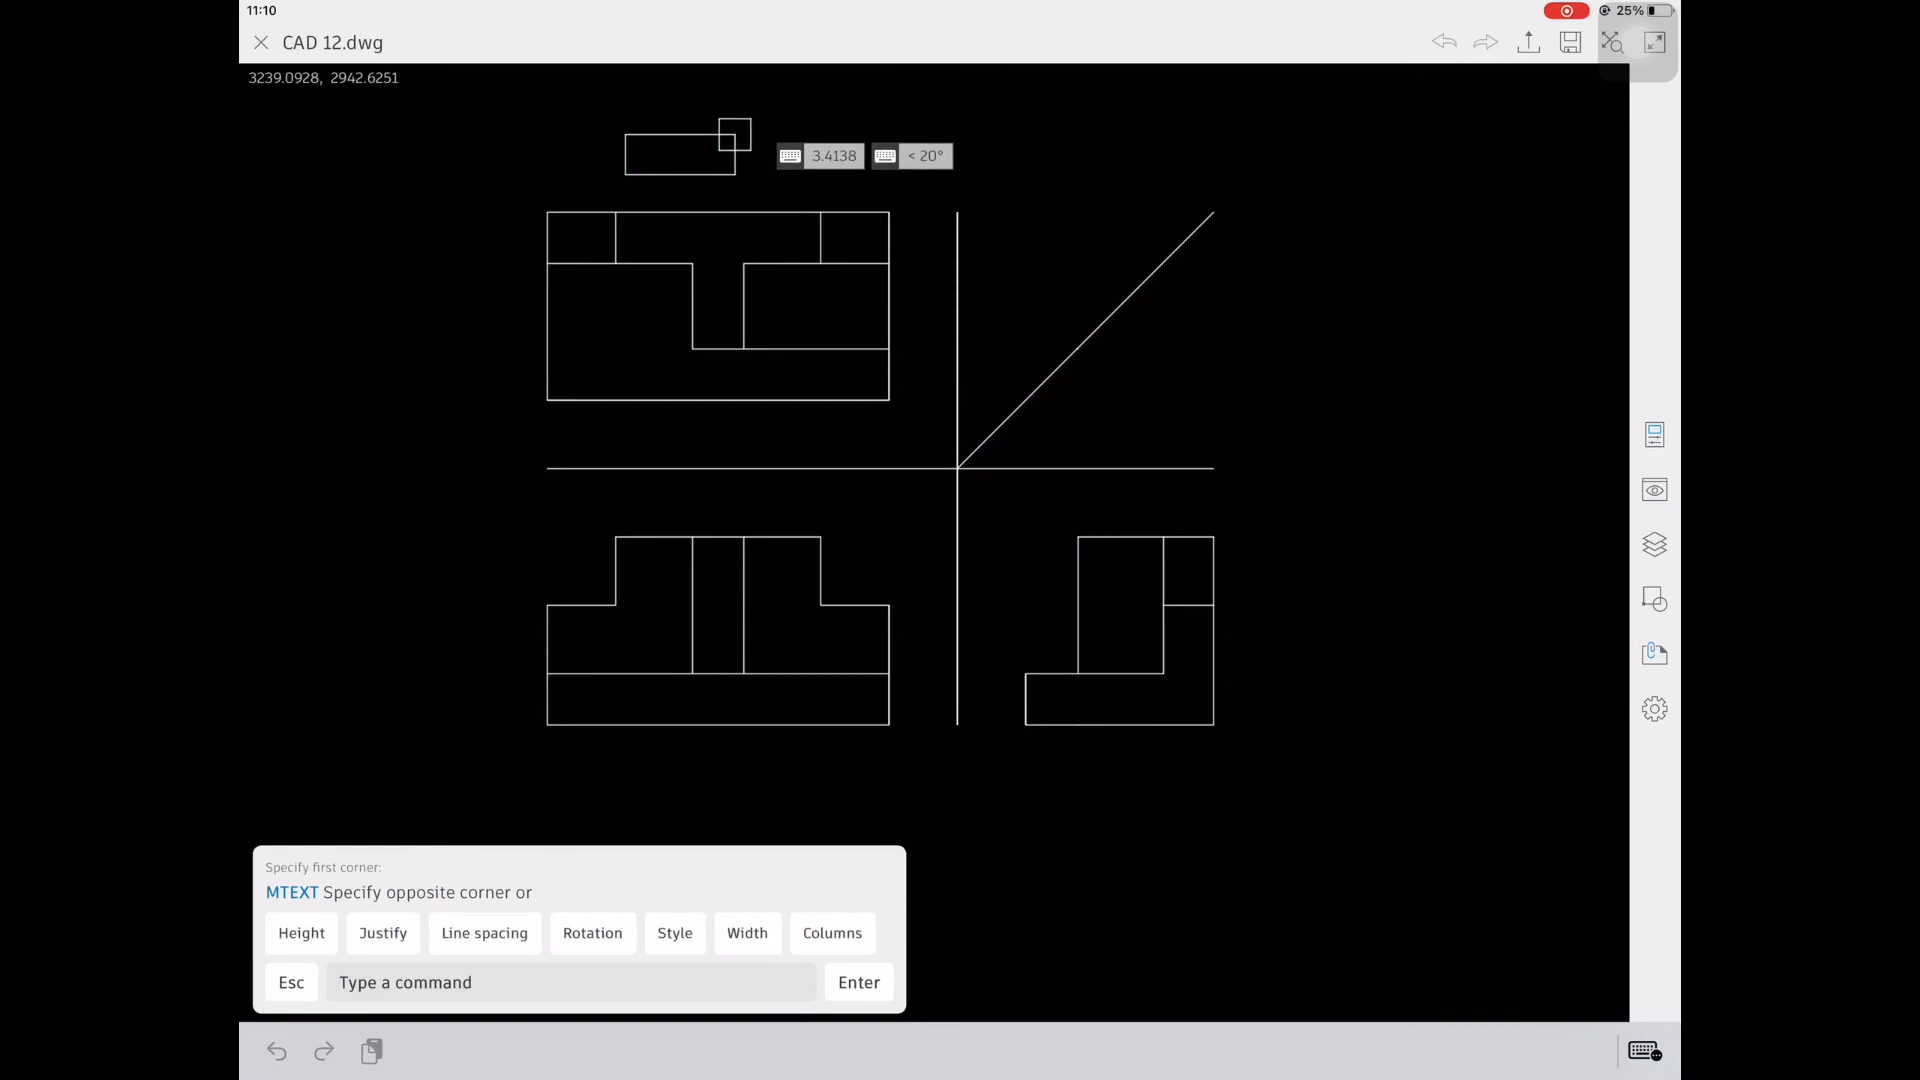 11:10
25%
CAD 12.dwg
3239.0928, 2942.6251
3.4138 < 20°
Specify first corner:
MTEXT Specify opposite corner or
Height Justify Line spacing Rotation Style Width Columns
Esc Type a command Enter